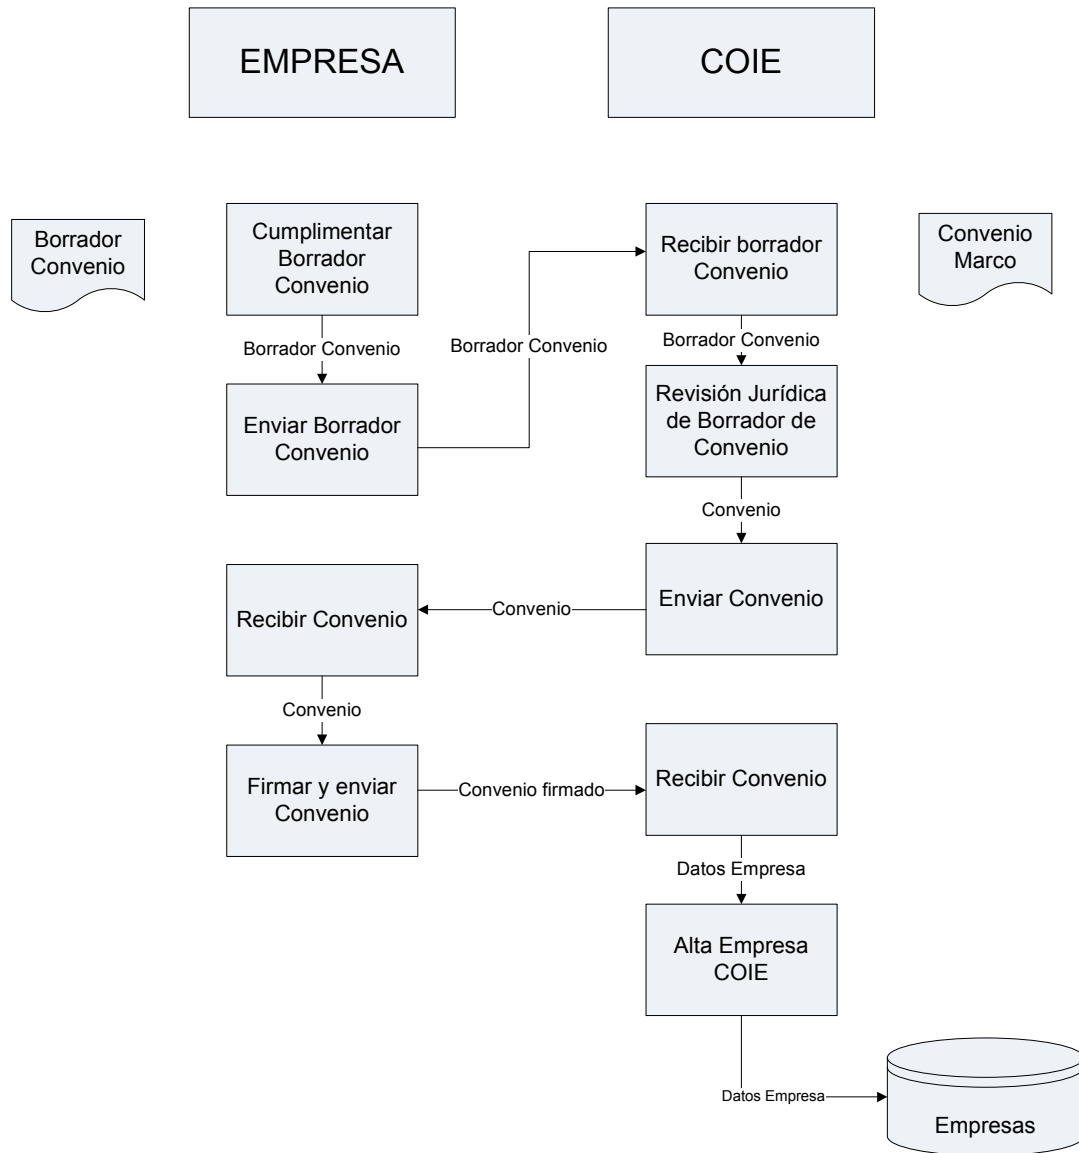 EMPRESA
COIE
Borrador
Convenio
Cumplimentar
Borrador
Convenio
Recibir borrador
Convenio
Convenio
Marco
Borrador Convenio
Borrador Convenio
Borrador Convenio
Enviar Borrador
Convenio
Revisión Jurídica
de Borrador de
Convenio
Convenio
Recibir Convenio
Convenio
Enviar Convenio
Convenio
Firmar y enviar
Convenio
Convenio firmado
Recibir Convenio
Datos Empresa
Alta Empresa
COIE
Datos Empresa
Empresas